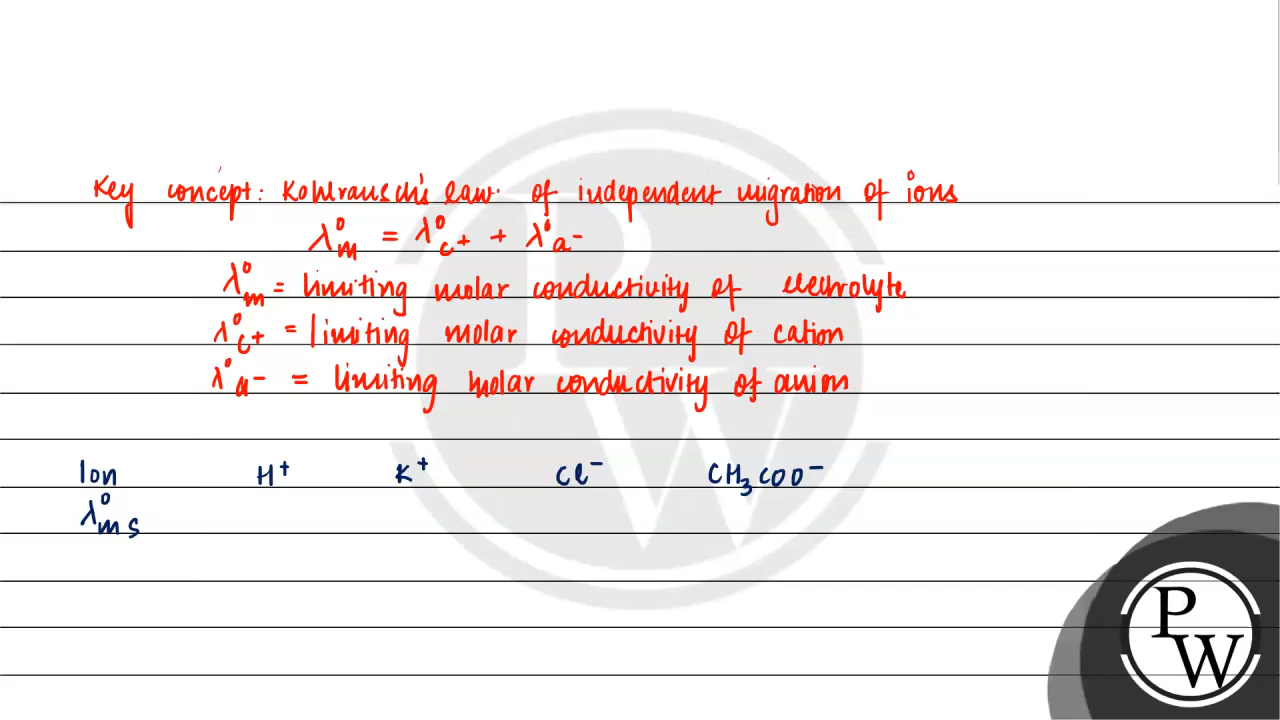 Key concept: Kohlrausch's law of independent migration of ions
λ°m = λ°c+ + λ°a-
λ°m = limiting molar conductivity of electrolyte
λ°c+ = limiting molar conductivity of cation
λ°a- = limiting molar conductivity of anion
Ion H+ K+ Cl- CH3COO-
λ°m s
PW